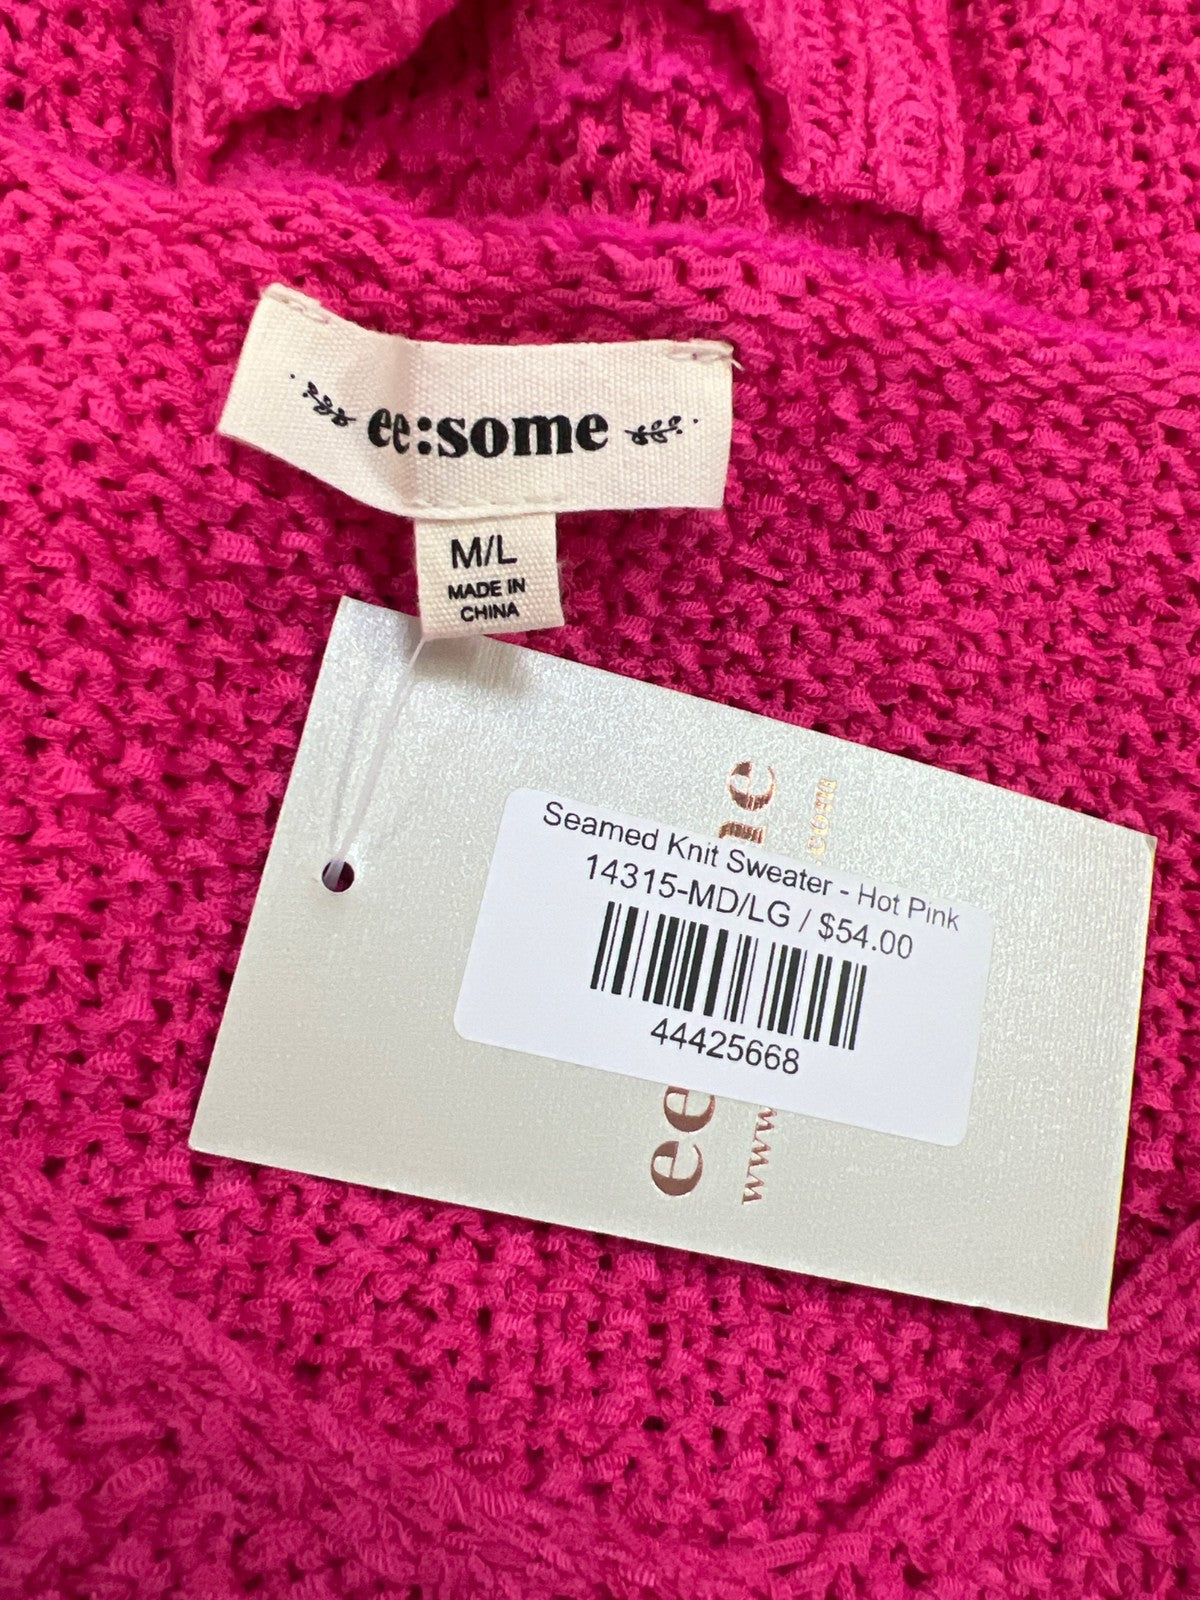 ee:some
M/L
MADE IN
CHINA
Seamed Knit Sweater - Hot Pink
14315-MD/LG / $54.00
44425668